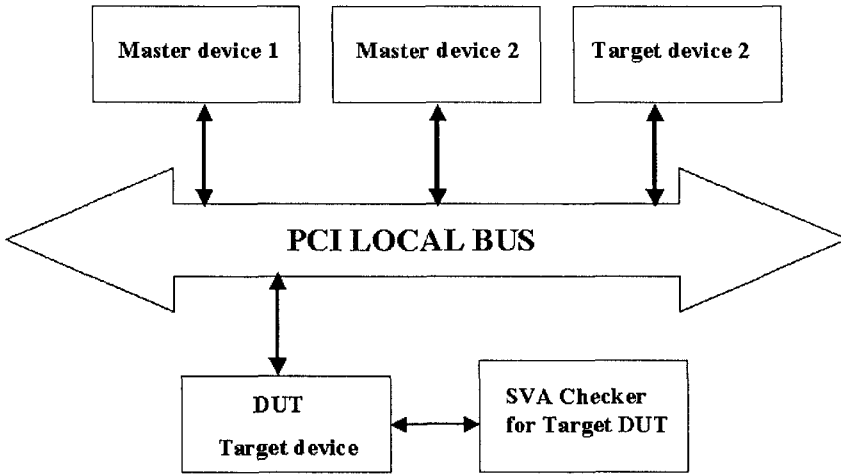 Master device 1
Master device 2
Target device 2
PCI LOCAL BUS
DUT
Target device
SVA Checker
for Target DUT